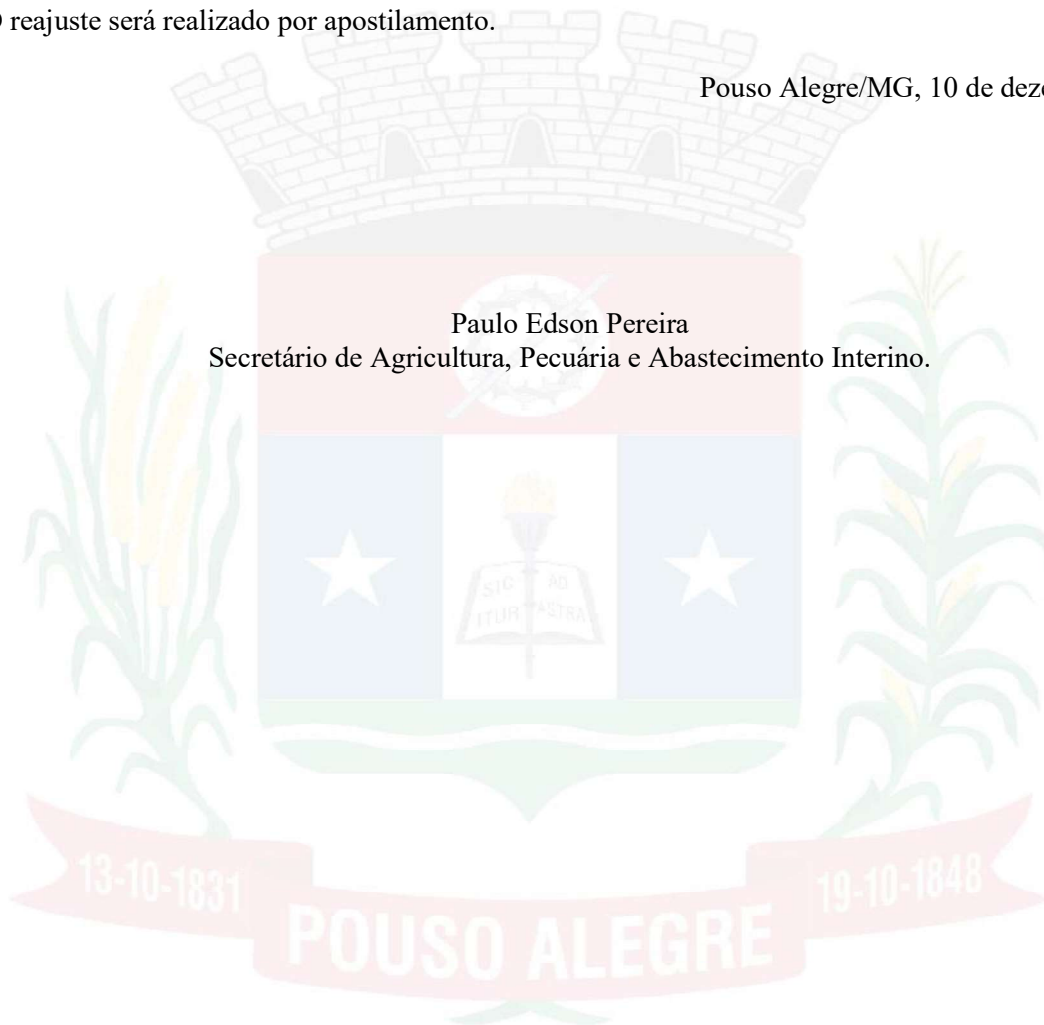 O reajuste será realizado por apostilamento.
Pouso Alegre/MG, 10 de deze
Paulo Edson Pereira
Secretário de Agricultura, Pecuária e Abastecimento Interino.
SIC AD
ITUR ASTRA
13-10-1831
19-10-1848
POUSO ALEGRE